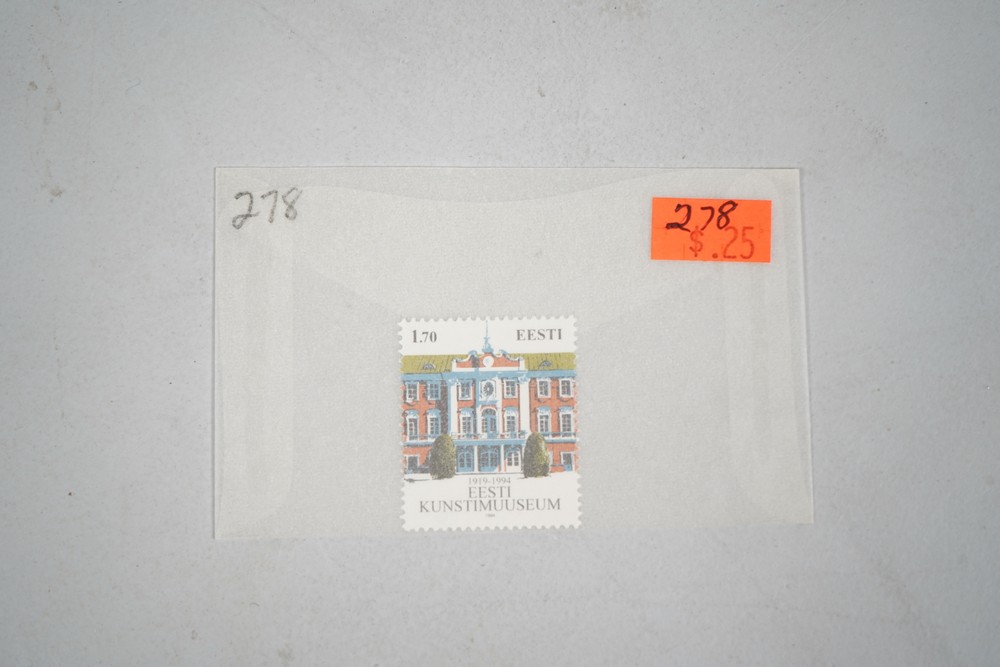 278
278
$.25
1.70 EESTI
1919-1994
EESTI
KUNSTIMUUSEUM